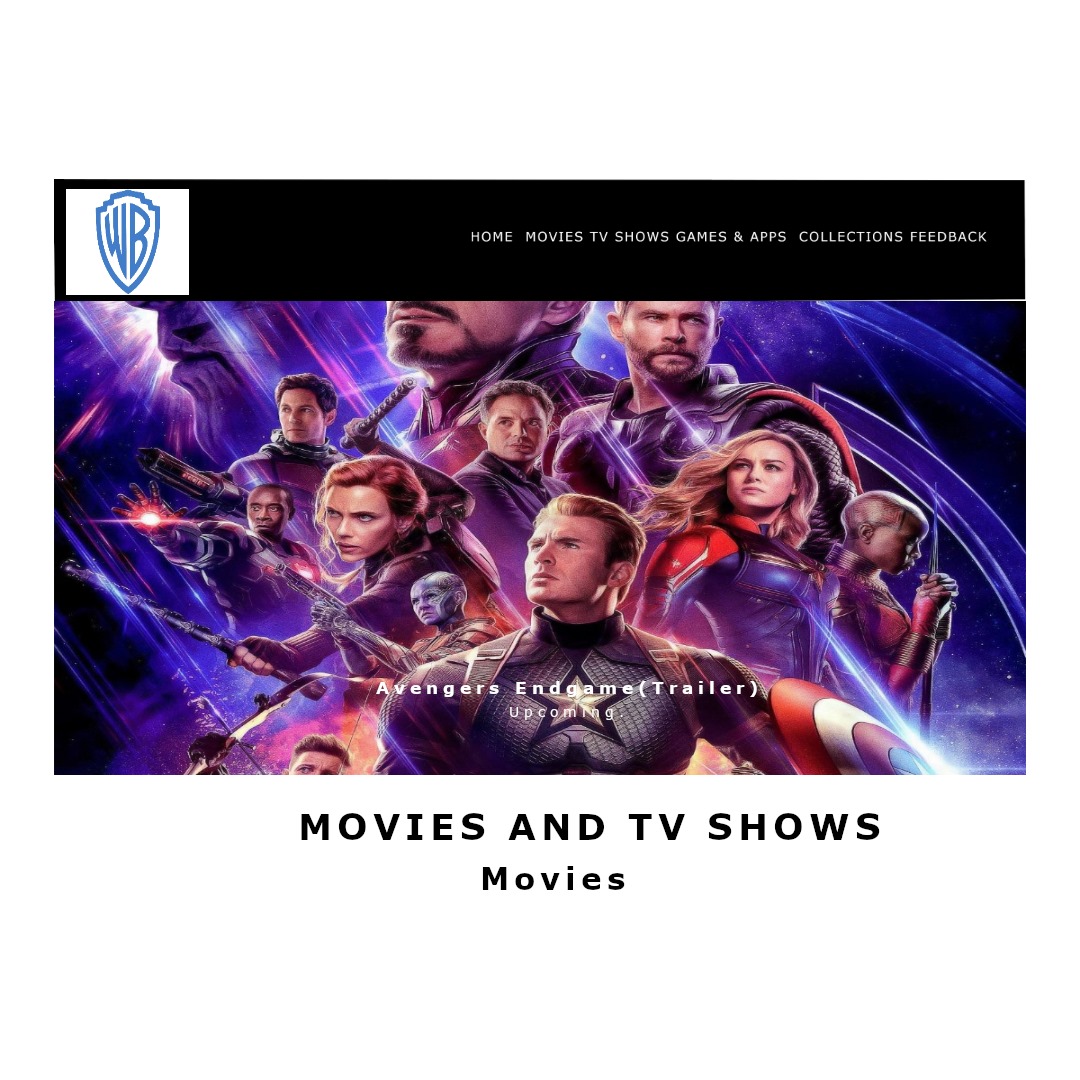 WB
HOME MOVIES TV SHOWS GAMES & APPS COLLECTIONS FEEDBACK
Avengers Endgame(Trailer)
Upcoming.
MOVIES AND TV SHOWS
Movies